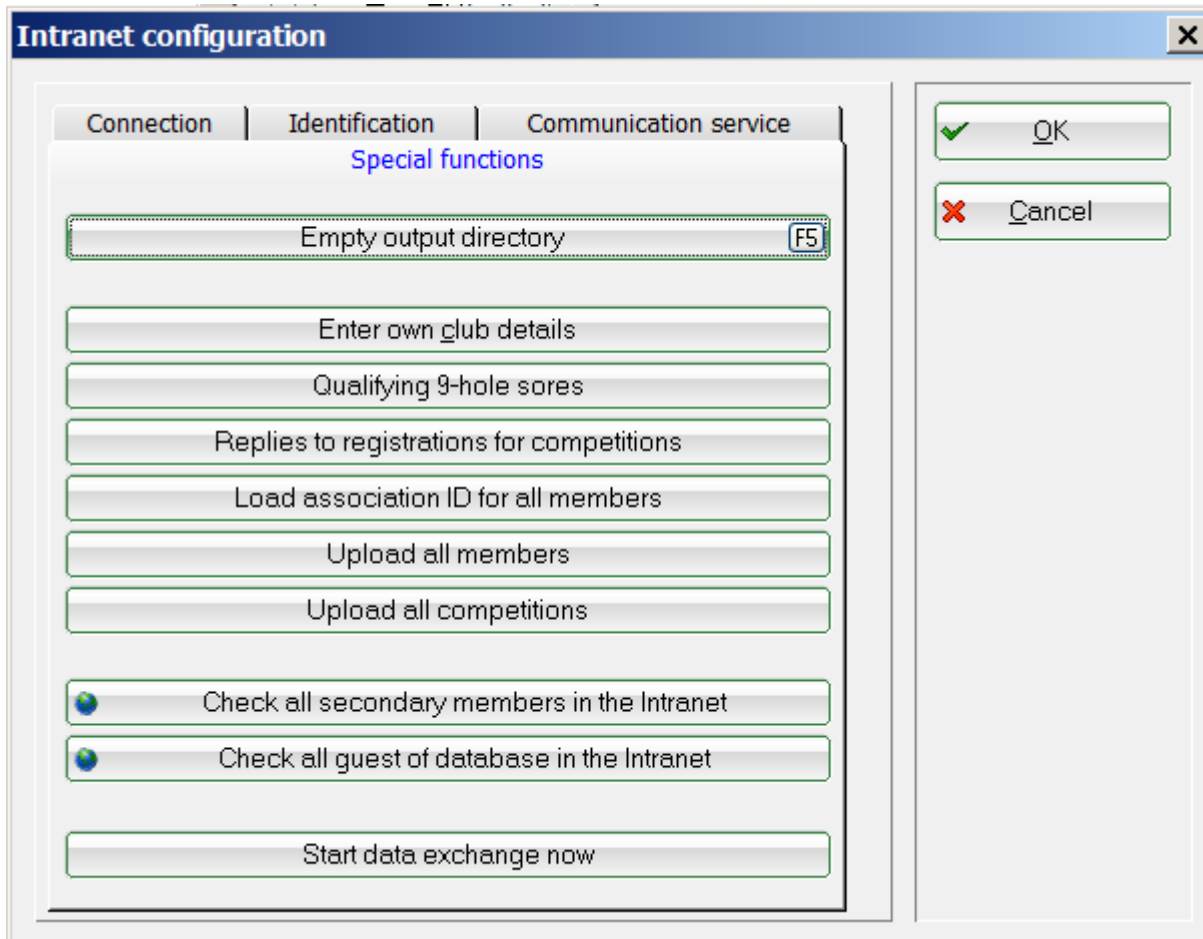 Intranet configuration
Connection
Identification
Communication service
Special functions
Empty output directory F5
Enter own club details
Qualifying 9-hole sores
Replies to registrations for competitions
Load association ID for all members
Upload all members
Upload all competitions
Check all secondary members in the Intranet
Check all guest of database in the Intranet
Start data exchange now
OK
Cancel